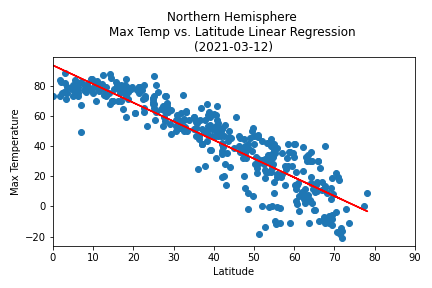 Northern Hemisphere
Max Temp vs. Latitude Linear Regression
(2021-03-12)
Max Temperature
80
60
40
20
0
−20
0 10 20 30 40 50 60 70 80 90
Latitude